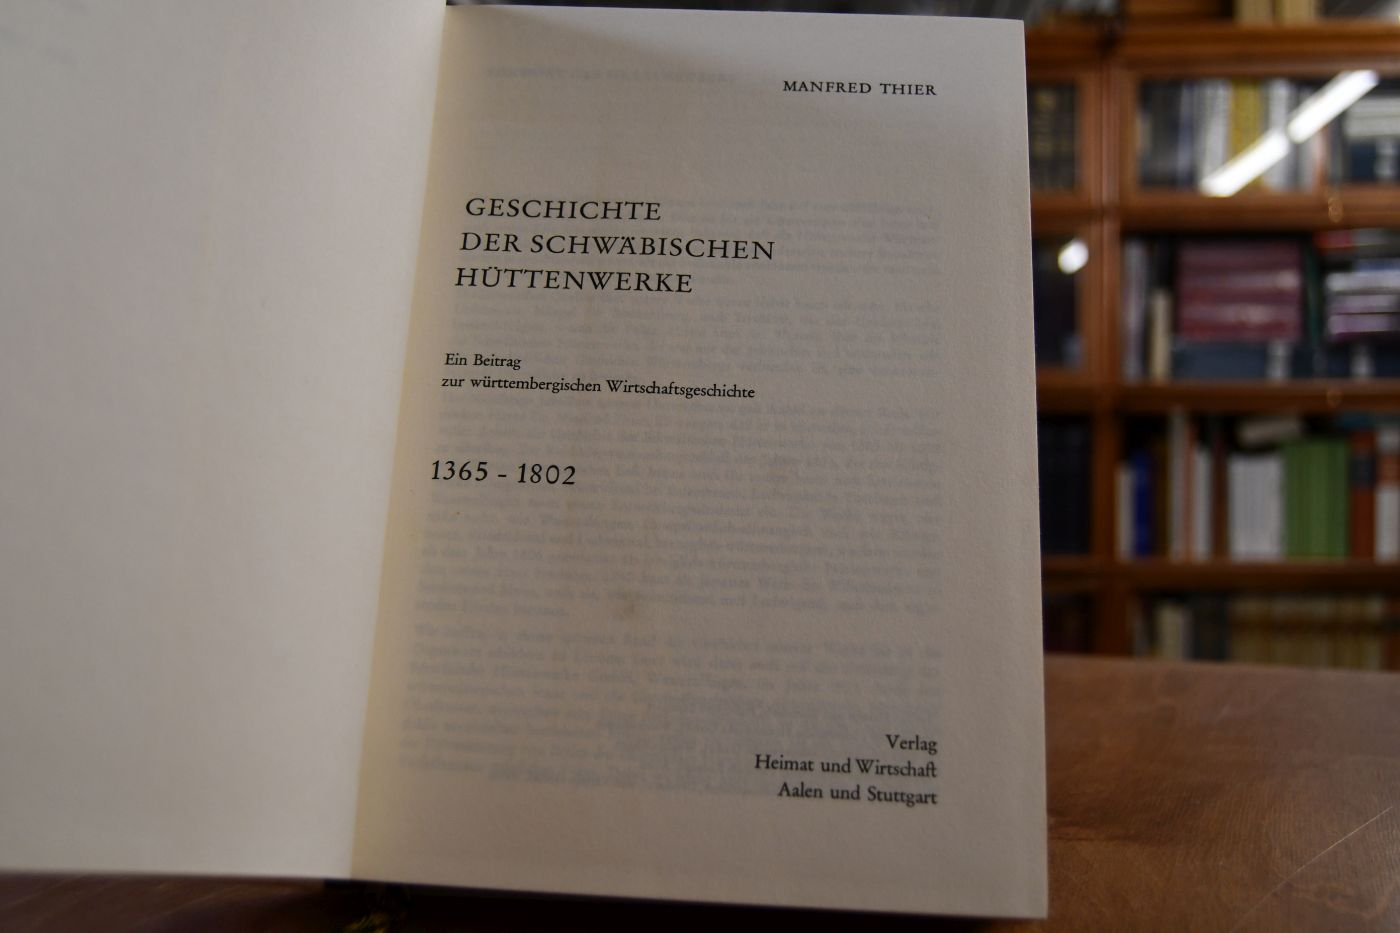 MANFRED THIER
GESCHICHTE
DER SCHWÄBISCHEN
HÜTTENWERKE
Ein Beitrag
zur württembergischen Wirtschaftsgeschichte
1365 - 1802
Verlag
Heimat und Wirtschaft
Aalen und Stuttgart